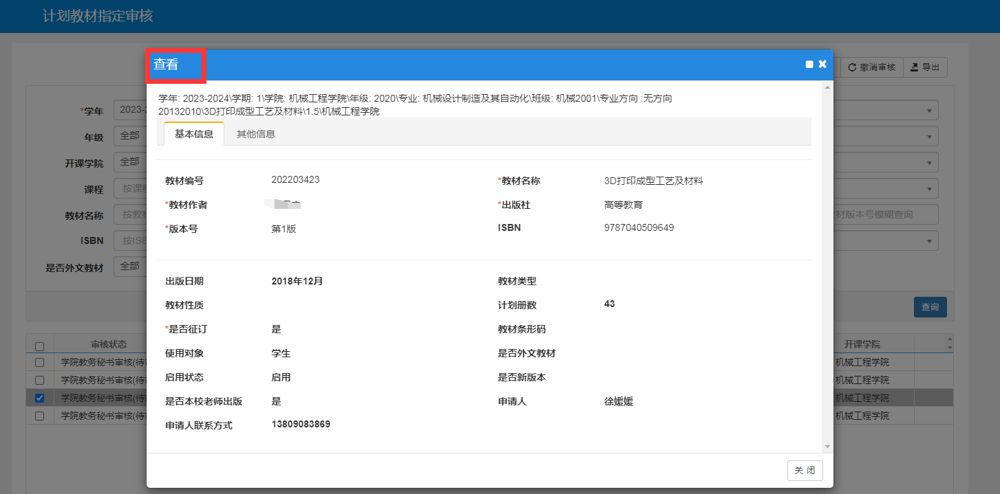 计划教材指定审核
查看
撤消审核 导出
学年: 2023-2024\学期: 1\学院: 机械工程学院\年级: 2020\专业: 机械设计制造及其自动化\班级: 机械2001\专业方向 :无方向
20132010\3D打印成型工艺及材料\1.5\机械工程学院
基本信息 其他信息
*学年 2023-2
年级 全部
开课学院 全部
课程 按课程
教材名称 按教材
ISBN 按ISB
是否外文教材 全部
教材版本号模糊查询
查询
教材编号 202203423 *教材名称 3D打印成型工艺及材料
*教材作者 *出版社 高等教育
*版本号 第1版 ISBN 9787040509649
出版日期 2018年12月 教材类型
教材性质 计划册数 43
*是否征订 是 教材条形码
使用对象 学生 是否外文教材
启用状态 启用 是否新版本
是否本校老师出版 是 申请人 徐媛媛
申请人联系方式 13809083869
审核状态 开课学院
学院教务秘书审核(待 机械工程学院
学院教务秘书审核(待 机械工程学院
学院教务秘书审核(待 机械工程学院
学院教务秘书审核(待 机械工程学院
关 闭